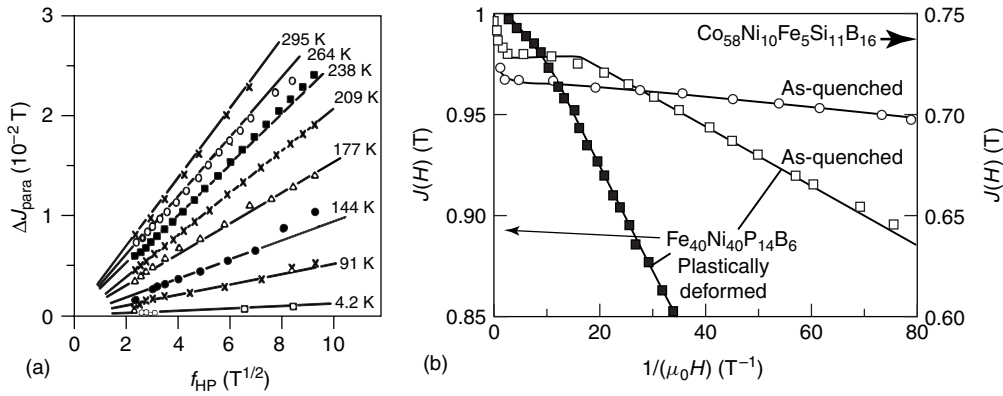 295 K
264 K
238 K
209 K
177 K
144 K
91 K
4.2 K
3
2
1
0
0 2 4 6 8 10
ΔJpara (10−2 T)
fHP (T1/2)
(a)
1
0.95
0.90
0.85
J(H) (T)
0.75
0.70
0.65
0.60
J(H) (T)
Co58Ni10Fe5Si11B16
As-quenched
As-quenched
Fe40Ni40P14B6
Plastically
deformed
0 20 40 60 80
1/(μ0H) (T−1)
(b)